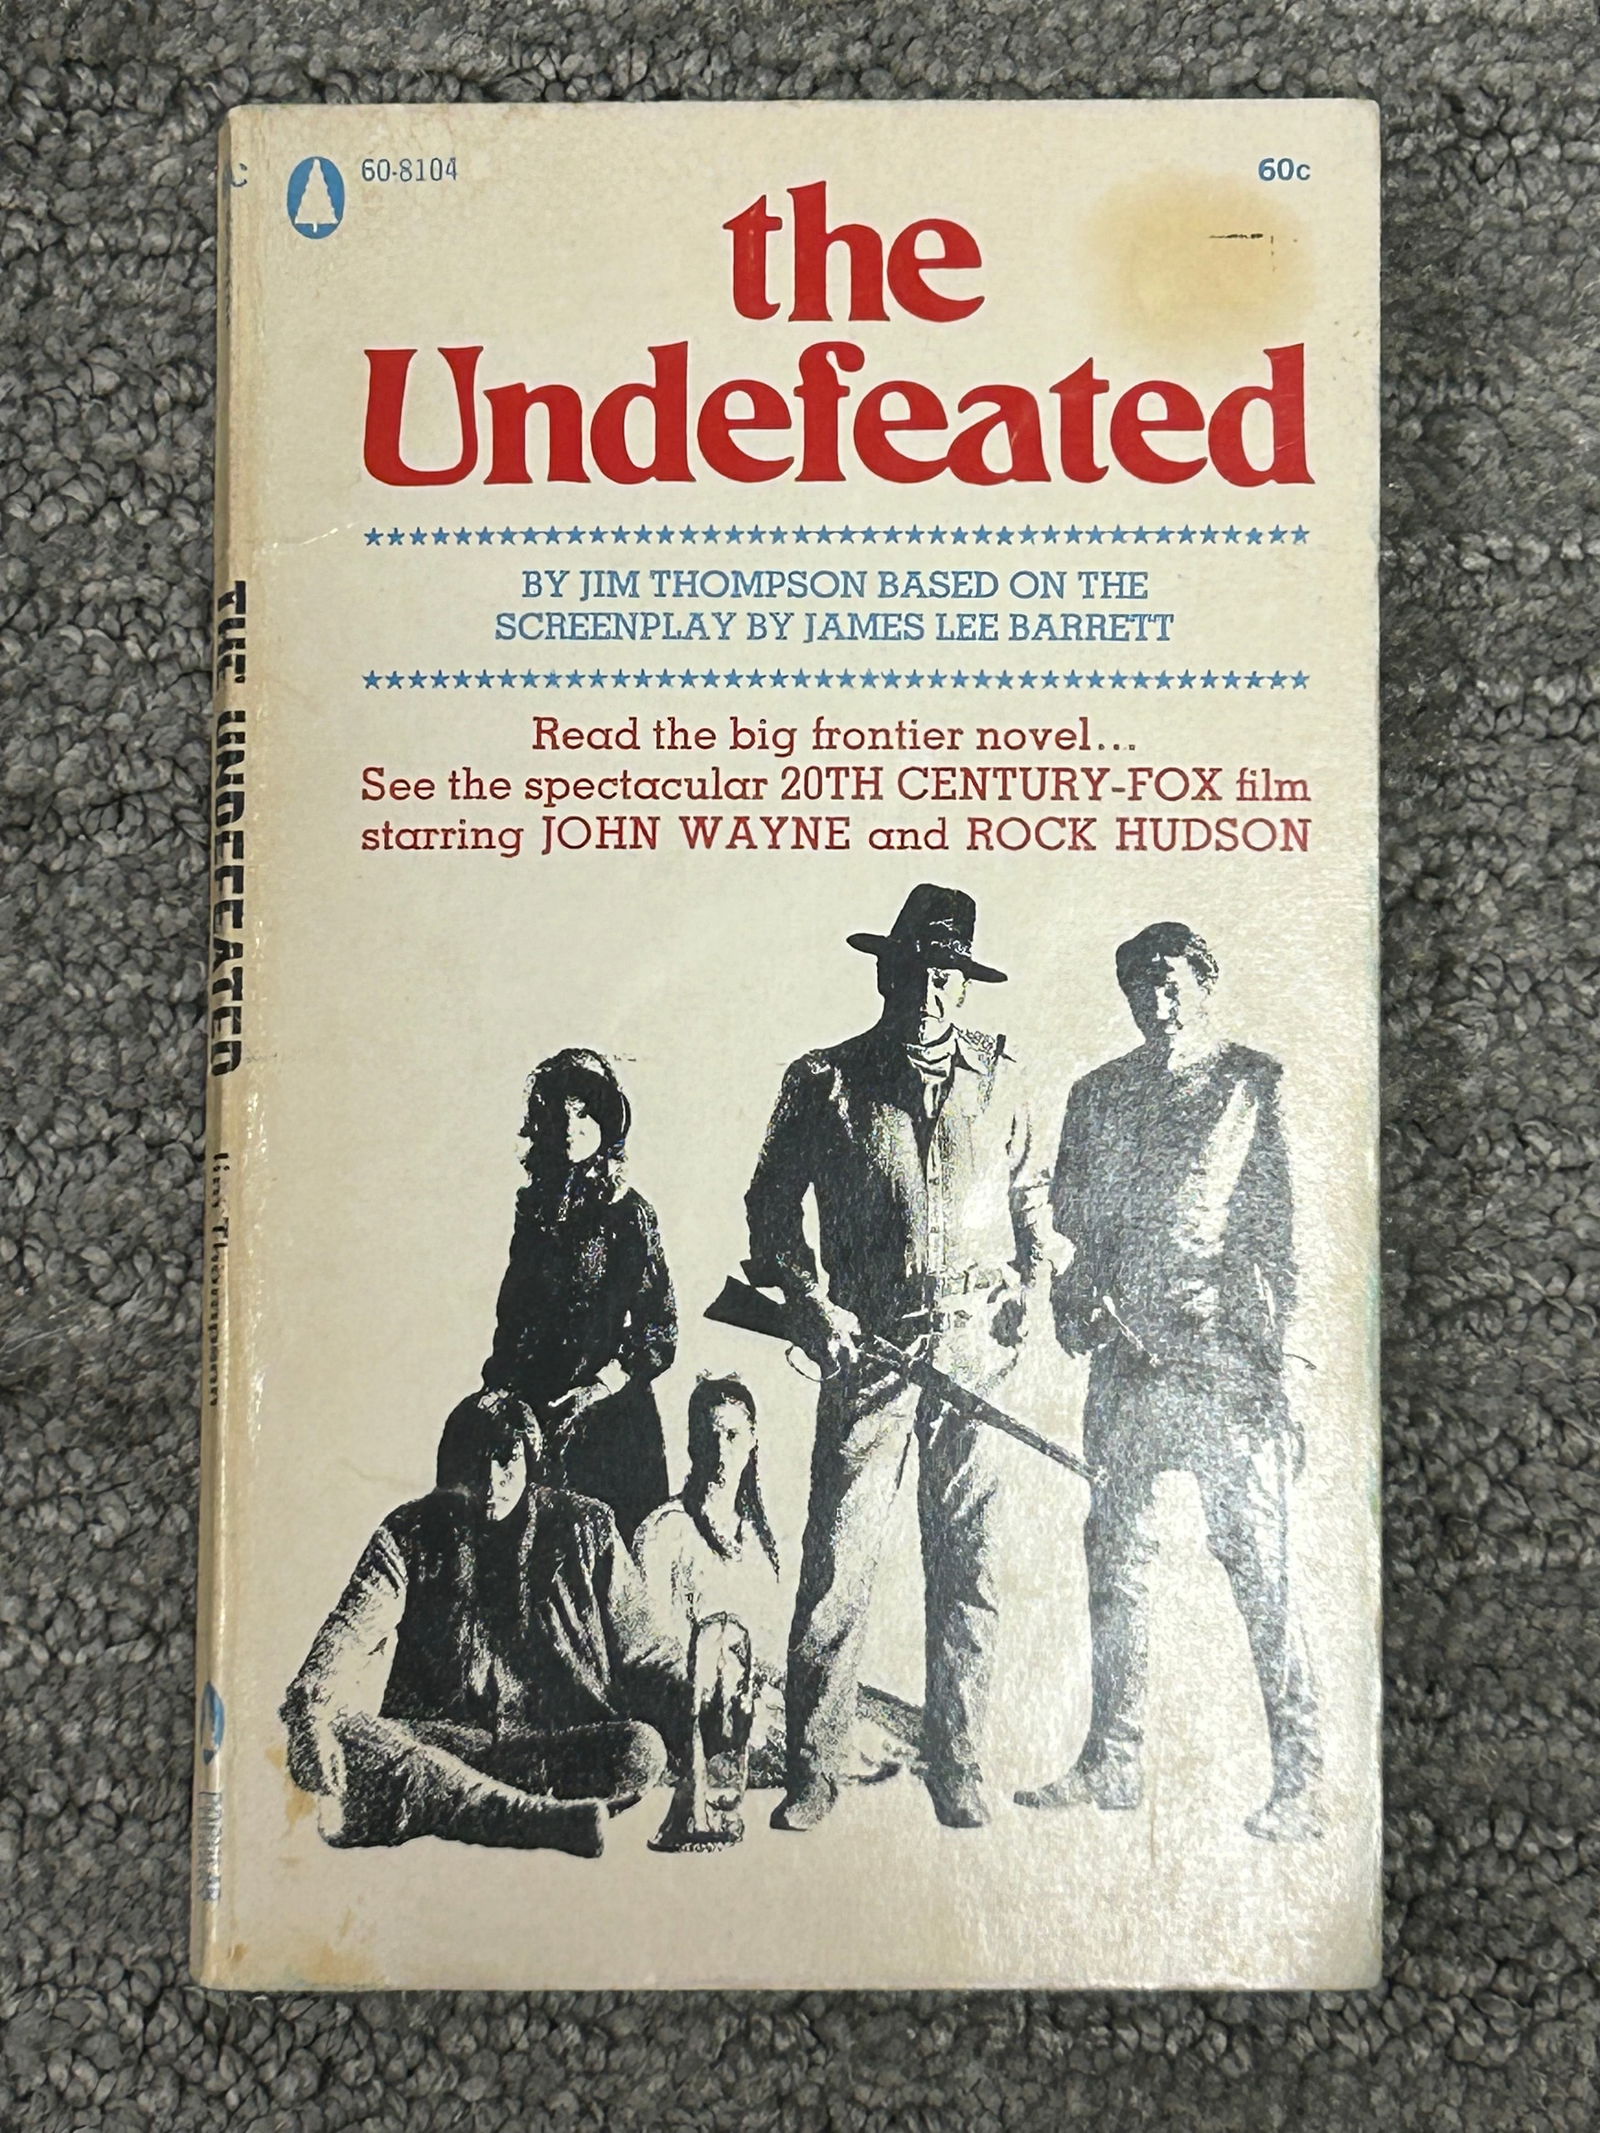 60-8104
60c
the
Undefeated
★★★★★★★★★★★★★★★★★★★★★★★★★★★★★★★★★★★★★★★★★★
BY JIM THOMPSON BASED ON THE
SCREENPLAY BY JAMES LEE BARRETT
★★★★★★★★★★★★★★★★★★★★★★★★★★★★★★★★★★★★★★★★★★
Read the big frontier novel...
See the spectacular 20TH CENTURY-FOX film
starring JOHN WAYNE and ROCK HUDSON
THE UNDEFEATED
Jim Thompson